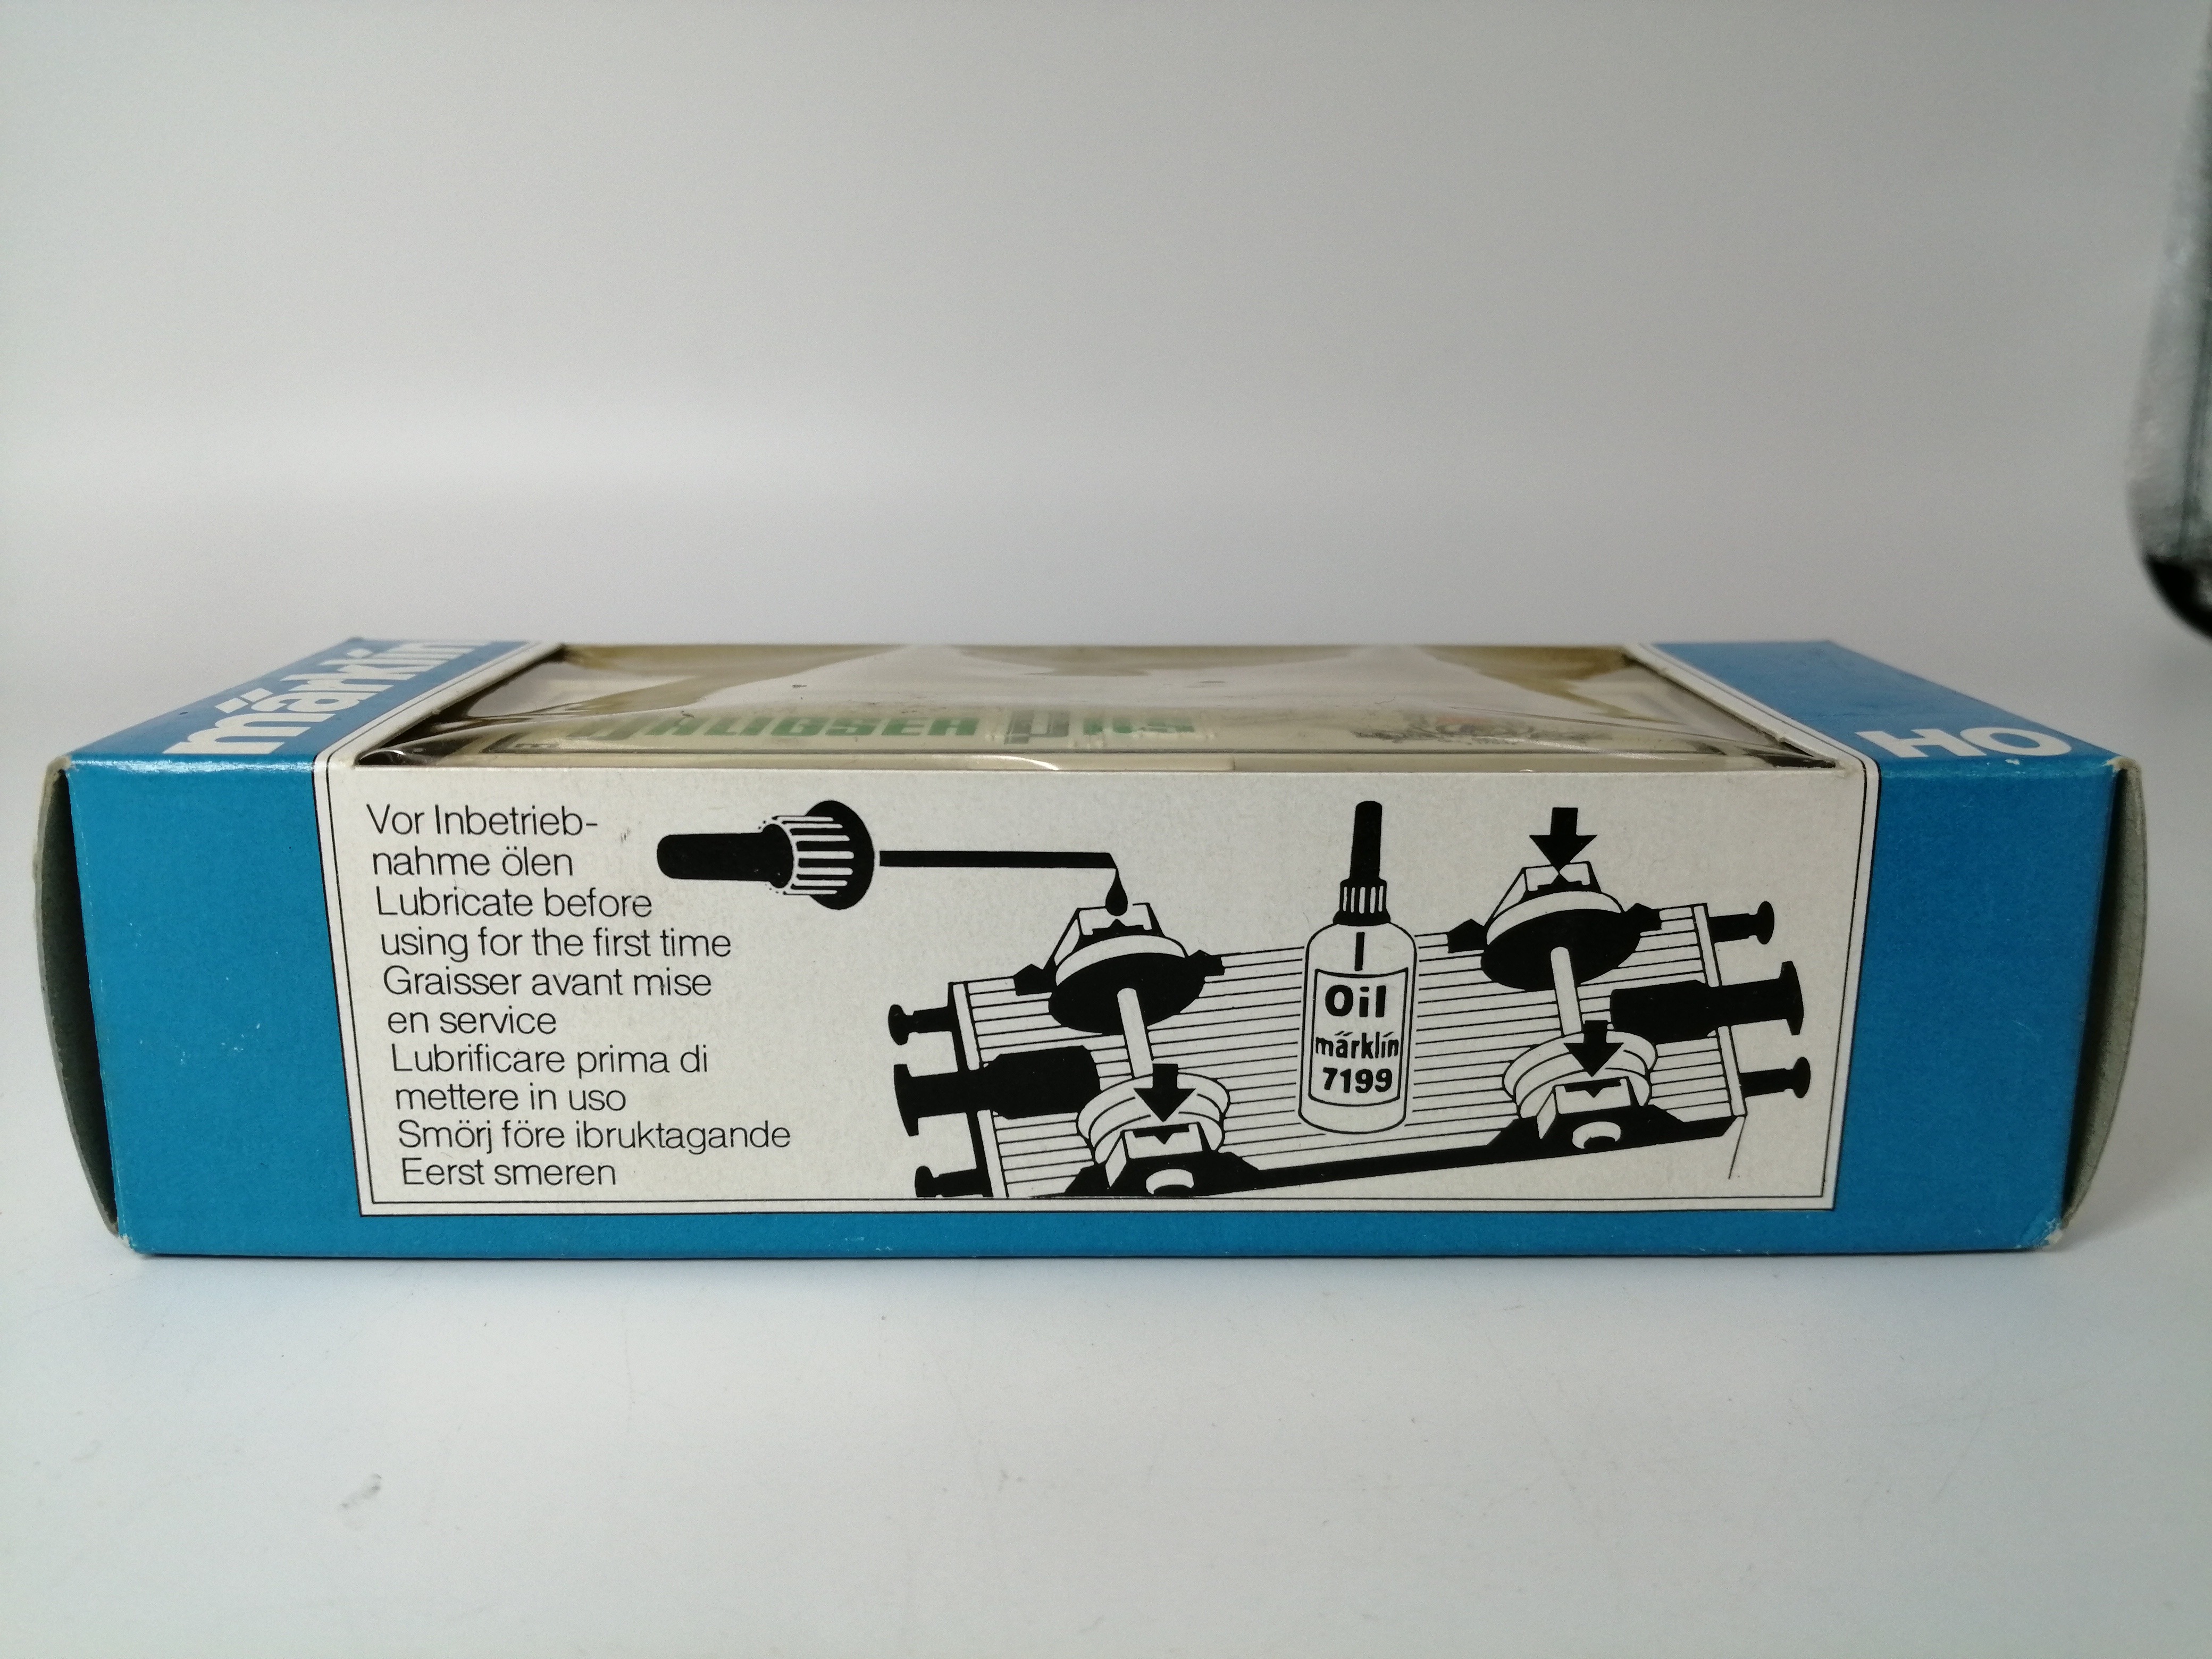 märklin
HO
Vor Inbetrieb-
nahme ölen
Lubricate before
using for the first time
Graisser avant mise
en service
Lubrificare prima di
mettere in uso
Smörj före ibruktagande
Eerst smeren
Oil
märklin
7199